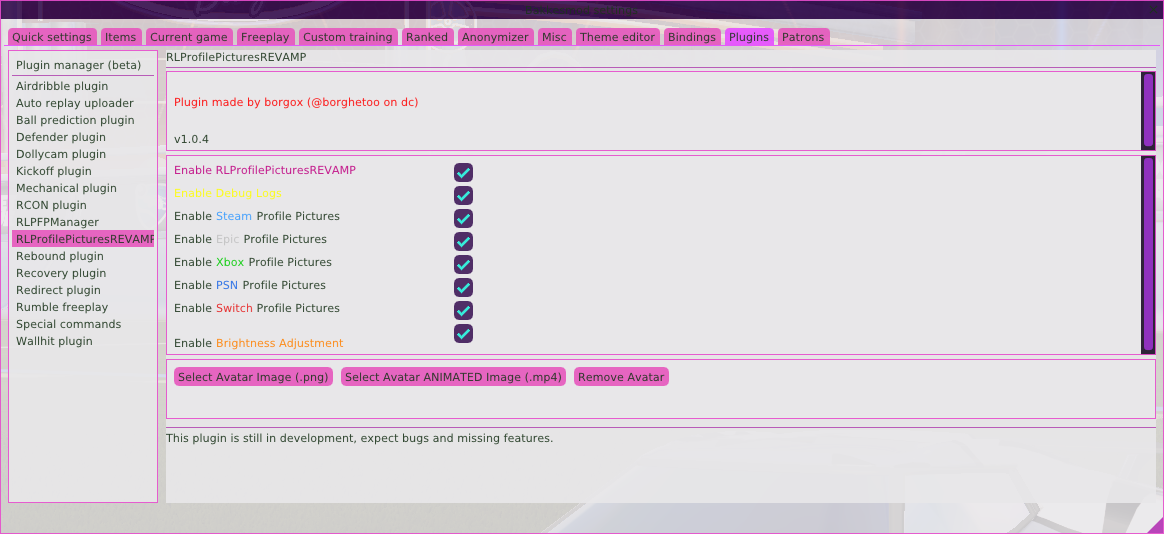 Quick settings Items Current game Freeplay Custom training Ranked Anonymizer Misc Theme editor Bindings Plugins Patrons
Plugin manager (beta)
Airdribble plugin
Auto replay uploader
Ball prediction plugin
Defender plugin
Dollycam plugin
Kickoff plugin
Mechanical plugin
RCON plugin
RLPFPManager
RLProfilePicturesREVAMP
Rebound plugin
Recovery plugin
Redirect plugin
Rumble freeplay
Special commands
Wallhit plugin
RLProfilePicturesREVAMP
Plugin made by borgox (@borghetoo on dc)
v1.0.4
Enable RLProfilePicturesREVAMP
Enable Debug Logs
Enable Steam Profile Pictures
Enable Epic Profile Pictures
Enable Xbox Profile Pictures
Enable PSN Profile Pictures
Enable Switch Profile Pictures
Enable Brightness Adjustment
Select Avatar Image (.png) Select Avatar ANIMATED Image (.mp4) Remove Avatar
This plugin is still in development, expect bugs and missing features.